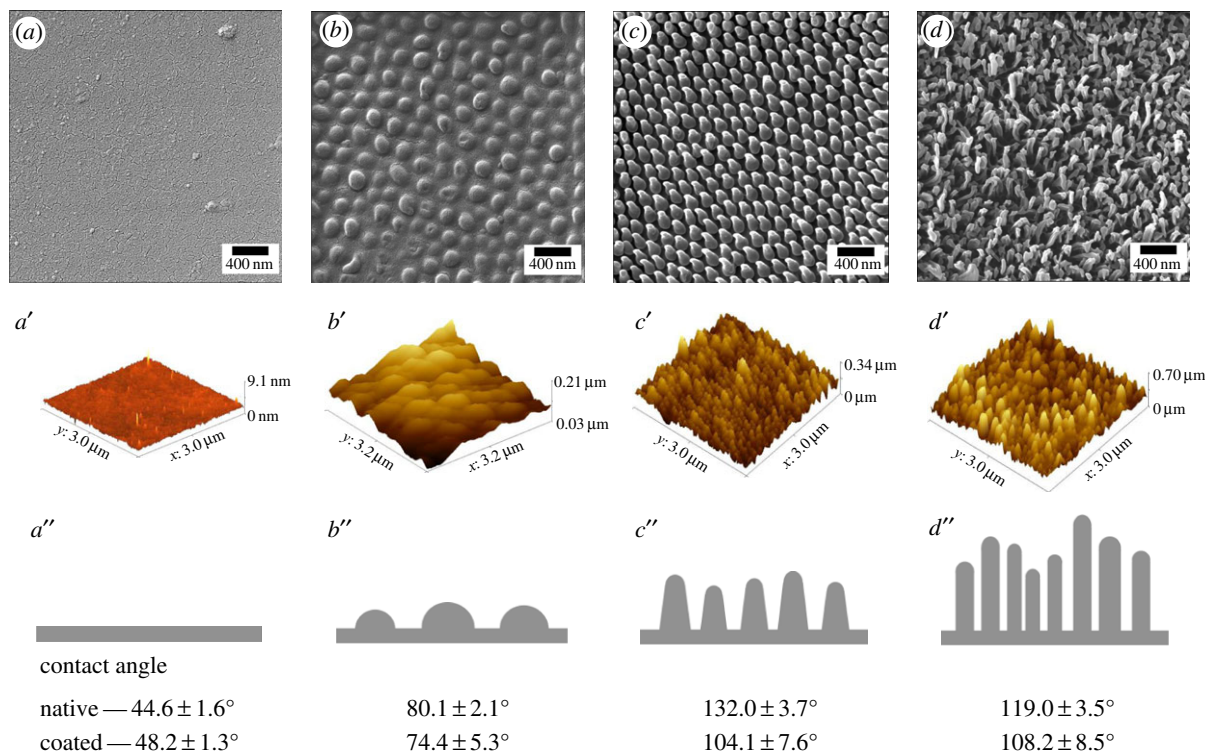 (a) (b) (c) (d)
400 nm 400 nm 400 nm 400 nm
a′ b′ c′ d′
9.1 nm
0 nm
y: 3.0 µm
x: 3.0 µm
0.21 µm
0.03 µm
y: 3.2 µm
x: 3.2 µm
0.34 µm
0 µm
y: 3.0 µm
x: 3.0 µm
0.70 µm
0 µm
y: 3.0 µm
x: 3.0 µm
a″ b″ c″ d″
contact angle
native — 44.6 ± 1.6° 80.1 ± 2.1° 132.0 ± 3.7° 119.0 ± 3.5°
coated — 48.2 ± 1.3° 74.4 ± 5.3° 104.1 ± 7.6° 108.2 ± 8.5°